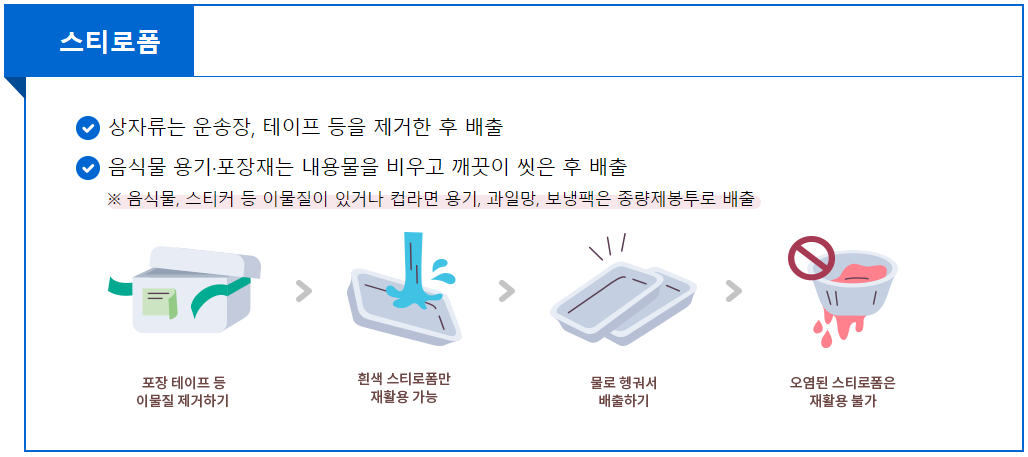 스티로폼
상자류는 운송장, 테이프 등을 제거한 후 배출
음식물 용기·포장재는 내용물을 비우고 깨끗이 씻은 후 배출
※ 음식물, 스티커 등 이물질이 있거나 컵라면 용기, 과일망, 보냉팩은 종량제봉투로 배출
포장 테이프 등
이물질 제거하기
흰색 스티로폼만
재활용 가능
물로 헹궈서
배출하기
오염된 스티로폼은
재활용 불가